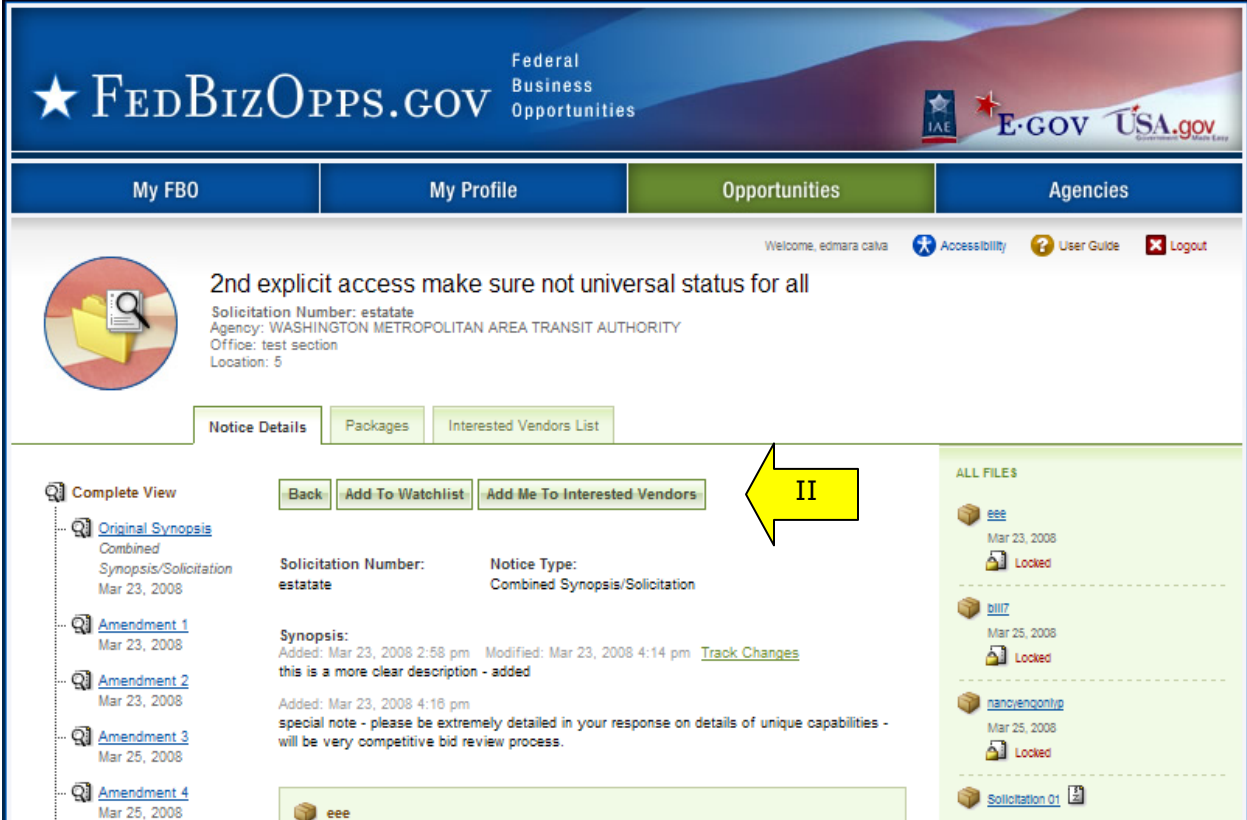 Federal
Business
Opportunities
FEDBIZOPPS.GOV
IAE
E-GOV
USA.gov
Government Made Easy
My FBO
My Profile
Opportunities
Agencies
Welcome, edmara calva
Accessibility
User Guide
Logout
2nd explicit access make sure not universal status for all
Solicitation Number: estatate
Agency: WASHINGTON METROPOLITAN AREA TRANSIT AUTHORITY
Office: test section
Location: 5
Notice Details
Packages
Interested Vendors List
Complete View
Original Synopsis
Combined
Synopsis/Solicitation
Mar 23, 2008
Amendment 1
Mar 23, 2008
Amendment 2
Mar 23, 2008
Amendment 3
Mar 25, 2008
Amendment 4
Mar 25, 2008
Back
Add To Watchlist
Add Me To Interested Vendors
II
Solicitation Number:
estatate
Notice Type:
Combined Synopsis/Solicitation
Synopsis:
Added: Mar 23, 2008 2:58 pm Modified: Mar 23, 2008 4:14 pm Track Changes
this is a more clear description - added
Added: Mar 23, 2008 4:16 pm
special note - please be extremely detailed in your response on details of unique capabilities -
will be very competitive bid review process.
eee
ALL FILES
eee
Mar 23, 2008
Locked
bill7
Mar 25, 2008
Locked
nancyengonlyp
Mar 25, 2008
Locked
Solicitation 01